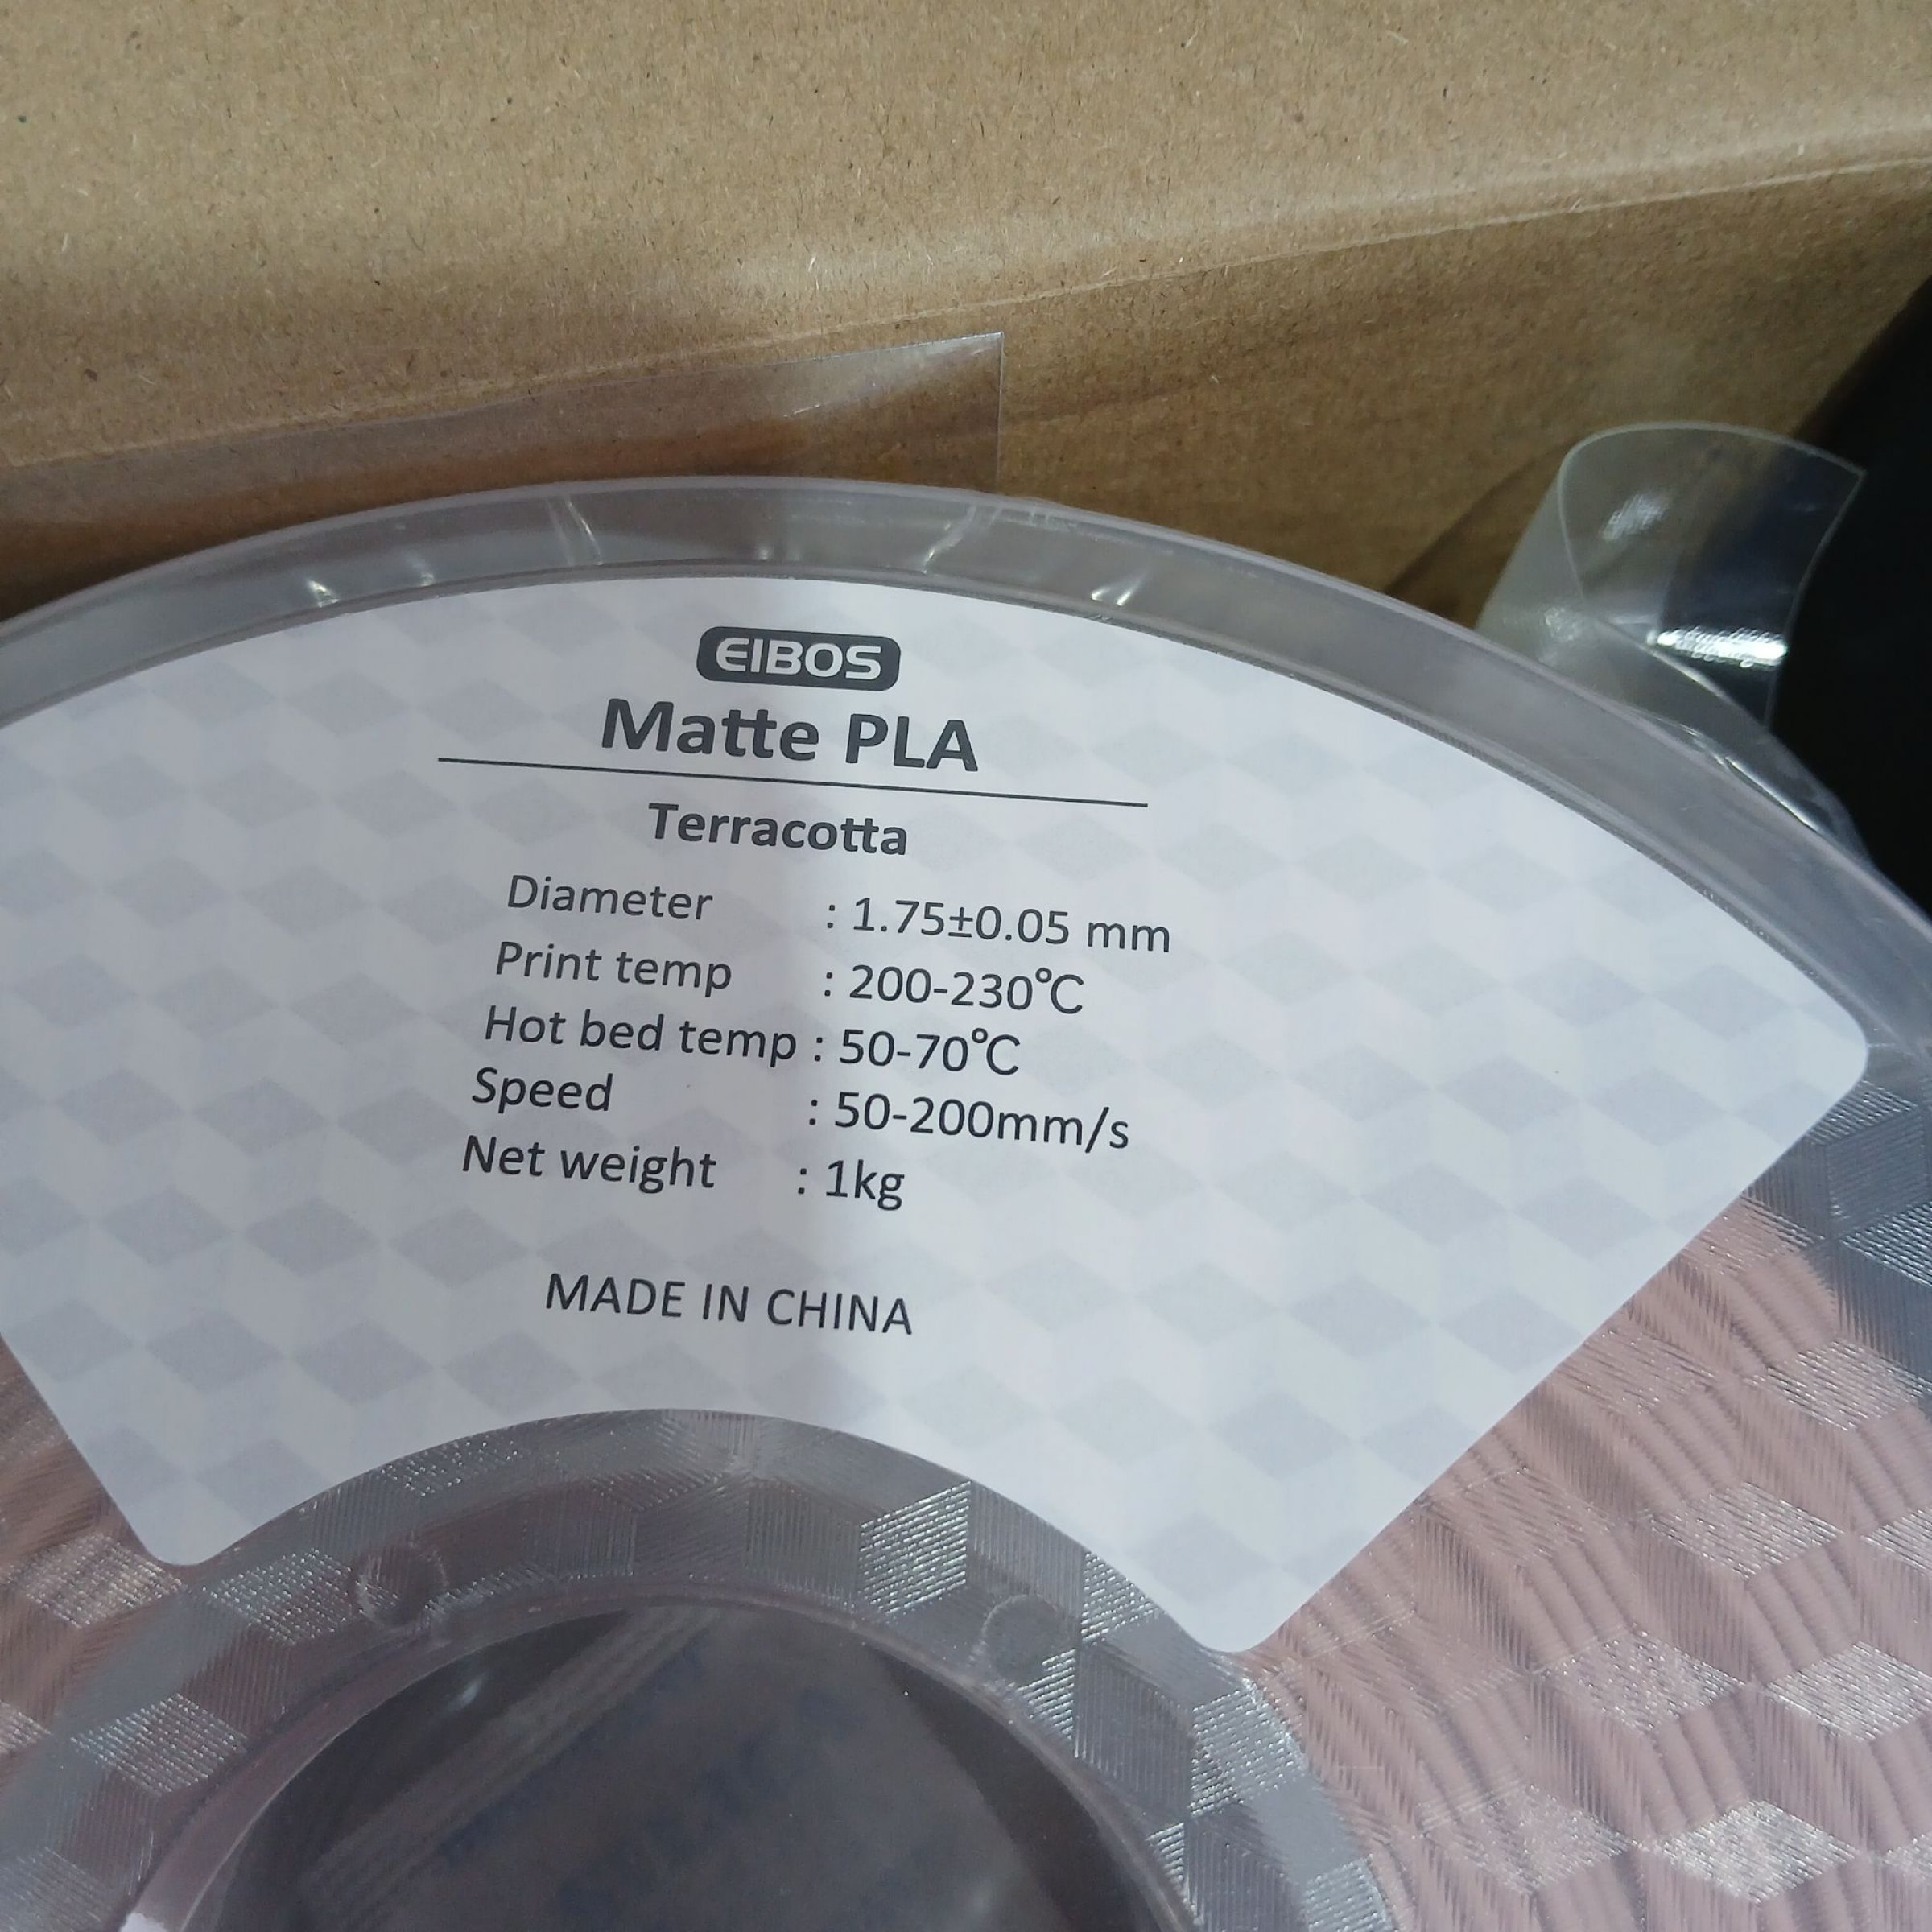 EIBOS
Matte PLA
Terracotta
Diameter : 1.75±0.05 mm
Print temp : 200-230℃
Hot bed temp : 50-70℃
Speed : 50-200mm/s
Net weight : 1kg
MADE IN CHINA